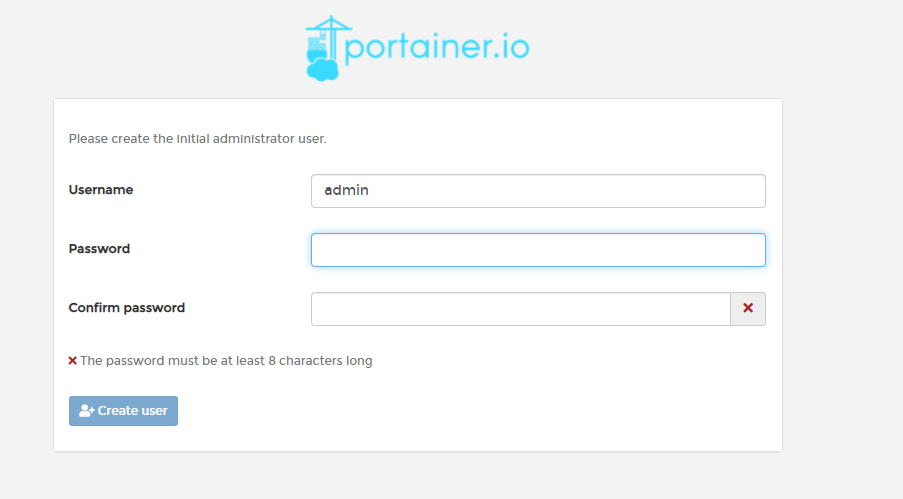 portainer.io
Please create the initial administrator user.
Username
admin
Password
Confirm password
The password must be at least 8 characters long
Create user